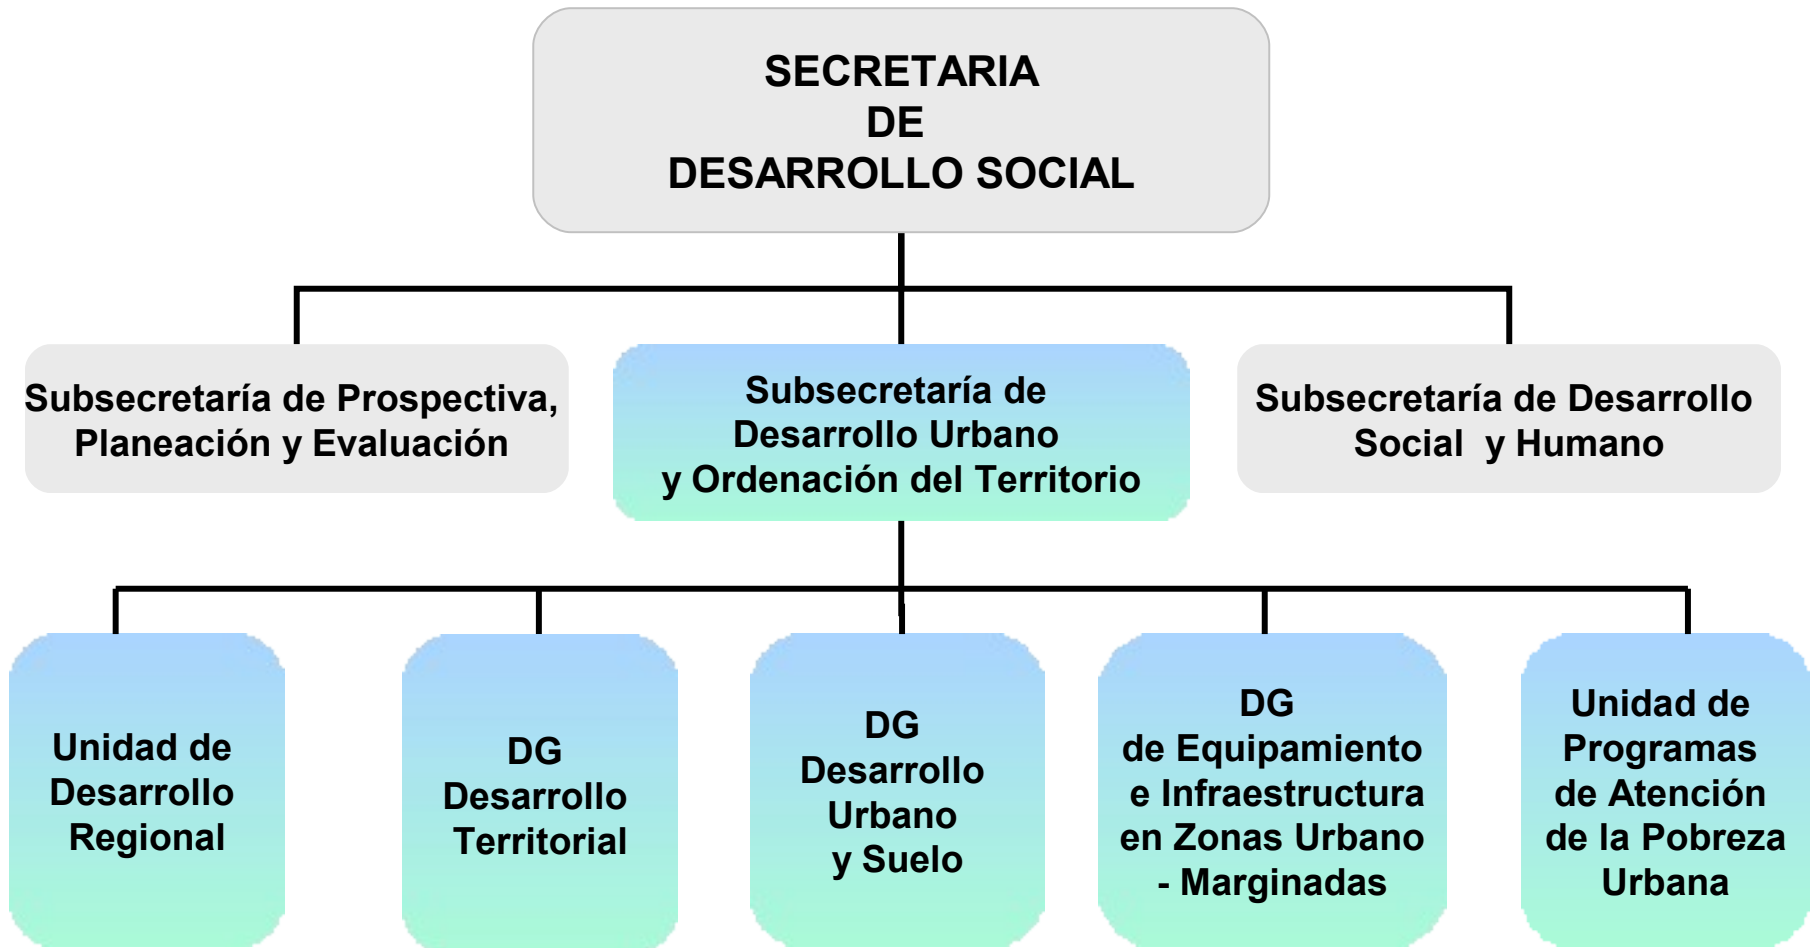 SECRETARIA
DE
DESARROLLO SOCIAL
Subsecretaría de Prospectiva,
Planeación y Evaluación
Subsecretaría de
Desarrollo Urbano
y Ordenación del Territorio
Subsecretaría de Desarrollo
Social y Humano
Unidad de
Desarrollo
Regional
DG
Desarrollo
Territorial
DG
Desarrollo
Urbano
y Suelo
DG
de Equipamiento
e Infraestructura
en Zonas Urbano
- Marginadas
Unidad de
Programas
de Atención
de la Pobreza
Urbana